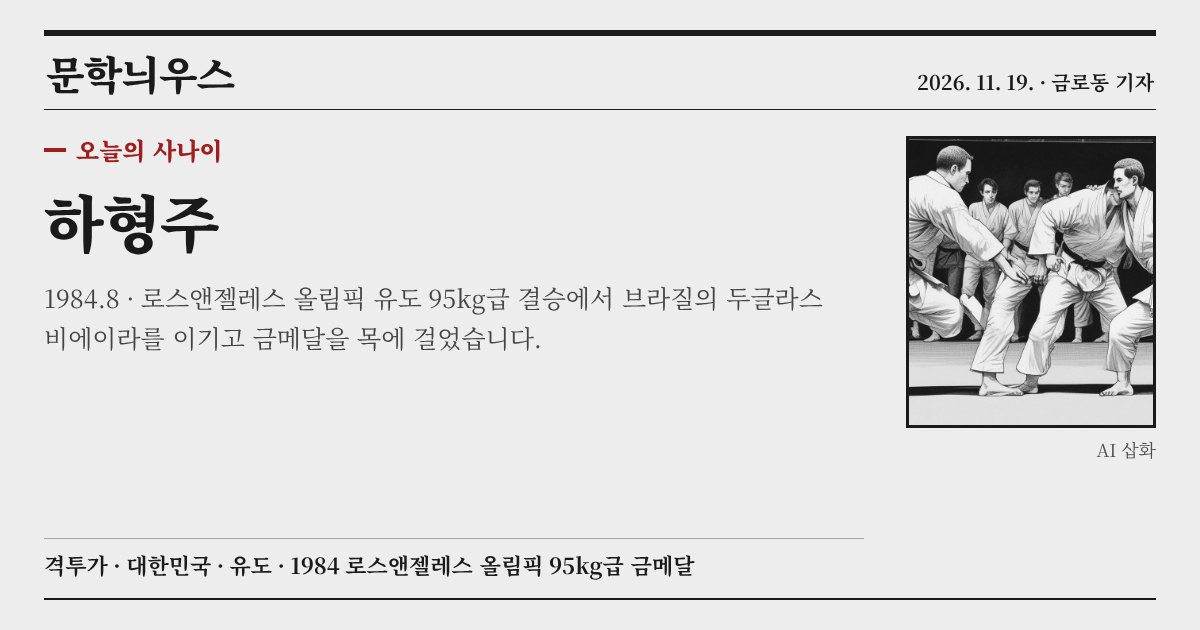 문학늬우스
2026. 11. 19. · 금로동 기자
오늘의 사나이
하형주
1984.8 · 로스앤젤레스 올림픽 유도 95kg급 결승에서 브라질의 두글라스
비에이라를 이기고 금메달을 목에 걸었습니다.
AI 삽화
격투가 · 대한민국 · 유도 · 1984 로스앤젤레스 올림픽 95kg급 금메달